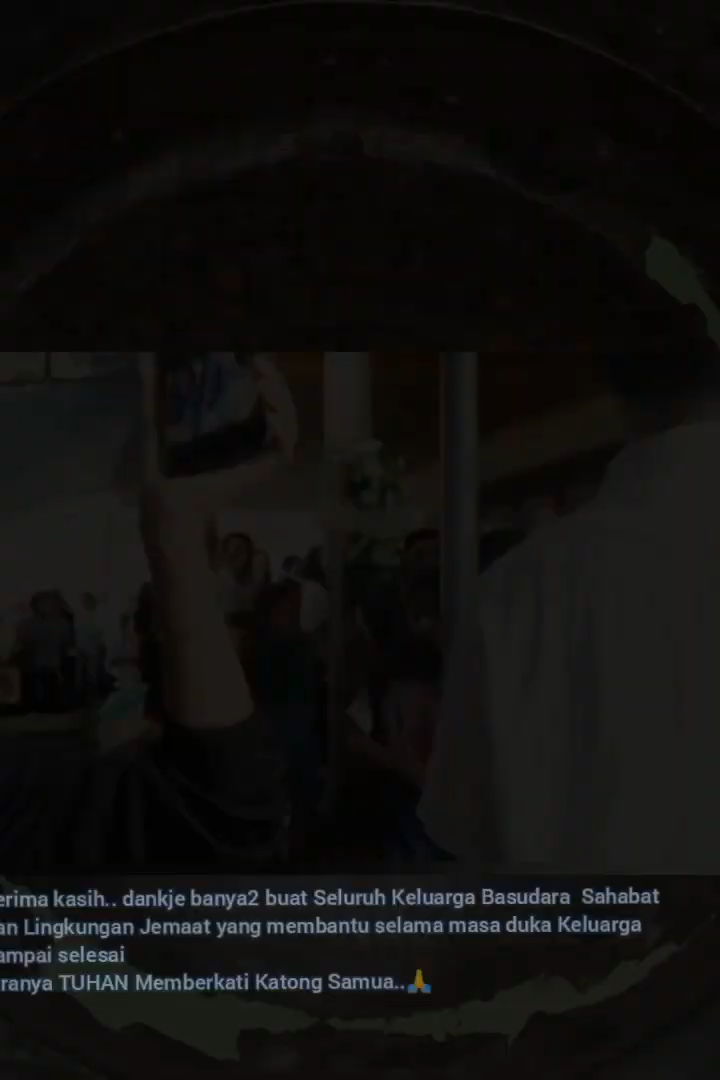 erima kasih.. dankje banya2 buat Seluruh Keluarga Basudara Sahabat
an Lingkungan Jemaat yang membantu selama masa duka Keluarga
ampai selesai
ranya TUHAN Memberkati Katong Samua..🙏